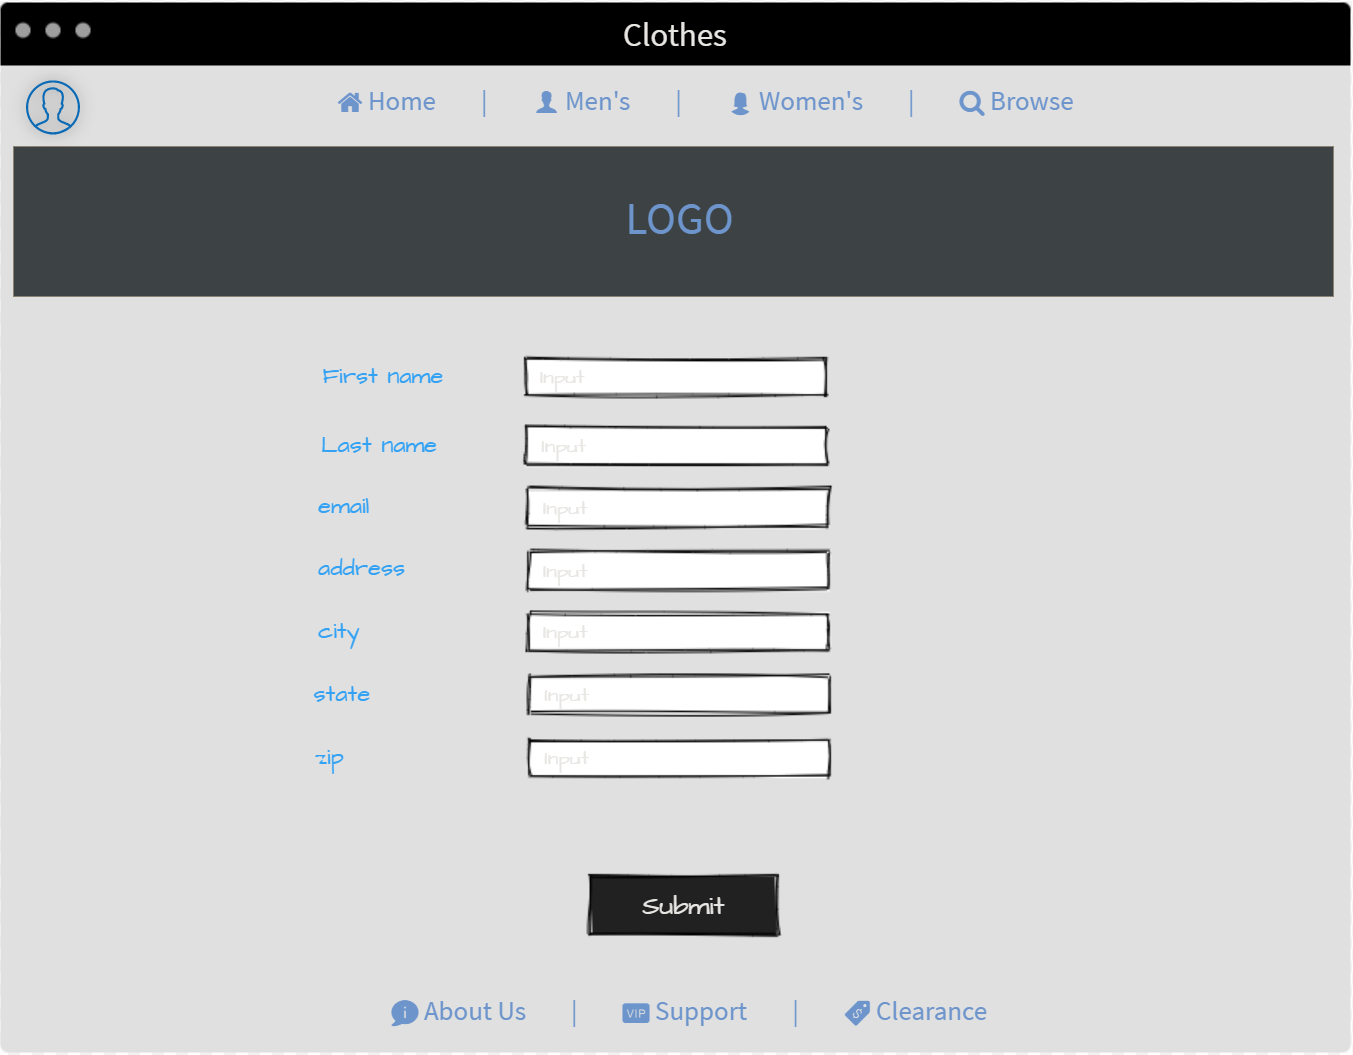 Clothes
Home | Men's | Women's | Browse
LOGO
First name Input
Last name Input
email Input
address Input
city Input
state Input
zip Input
Submit
About Us | VIP Support | Clearance